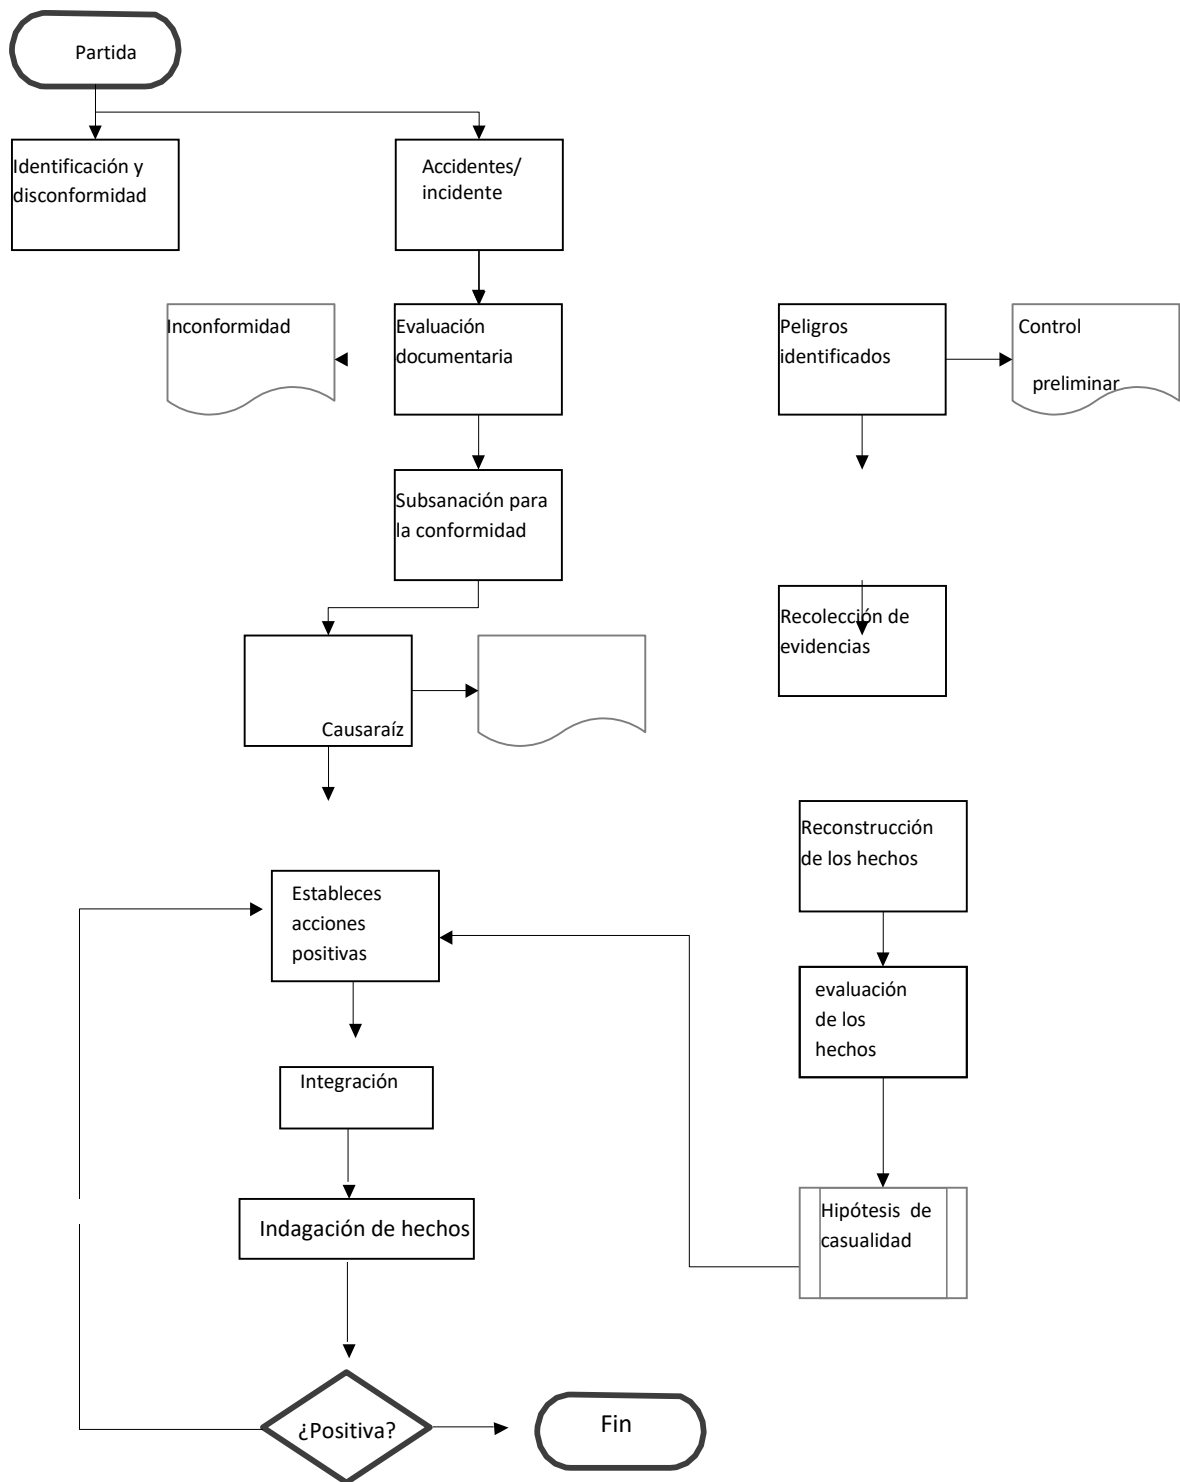 Partida
Identificación y
disconformidad
Accidentes/
incidente
Inconformidad
Evaluación
documentaria
Peligros
identificados
Control
preliminar
Subsanación para
la conformidad
Recolección de
evidencias
Causaraíz
Reconstrucción
de los hechos
Estableces
acciones
positivas
evaluación
de los
hechos
Integración
Indagación de hechos
Hipótesis de
casualidad
¿Positiva?
Fin